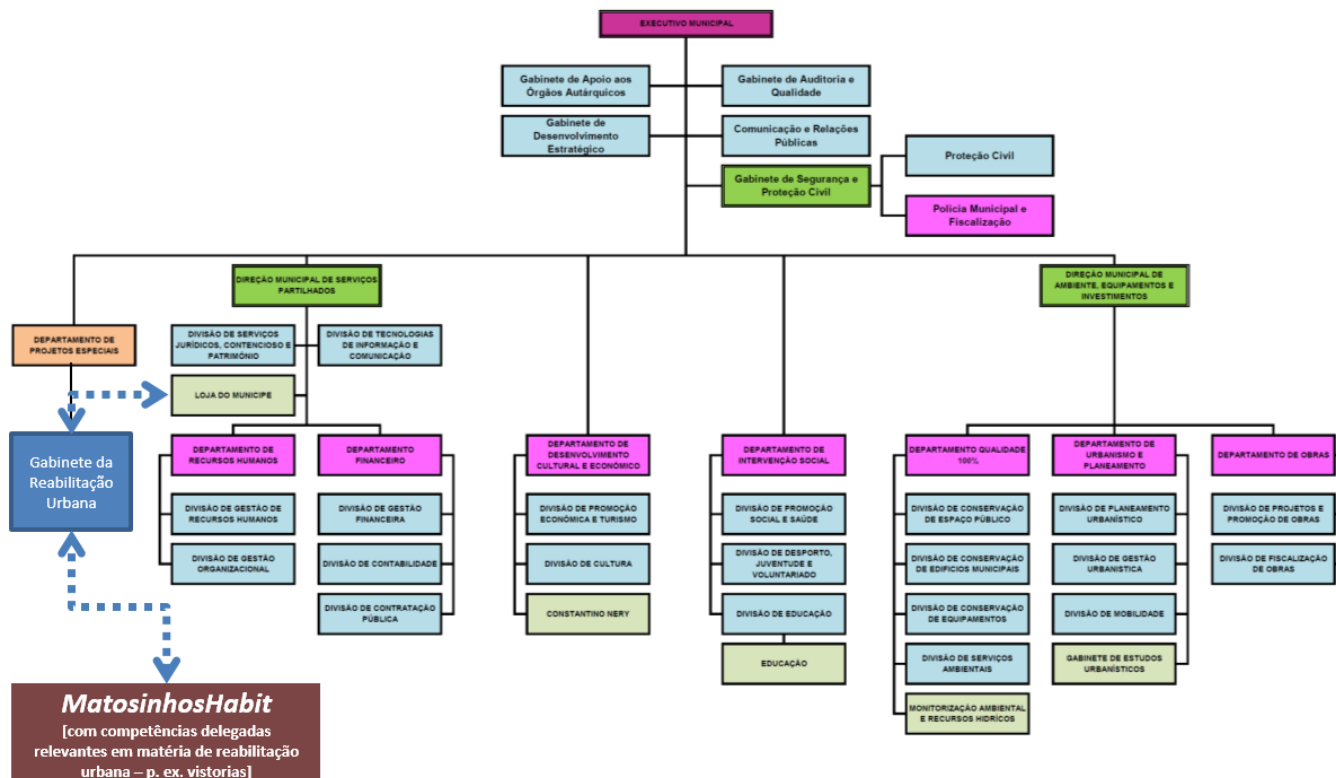 EXECUTIVO MUNICIPAL
Gabinete de Apoio aos
Órgãos Autárquicos
Gabinete de Auditoria e
Qualidade
Gabinete de
Desenvolvimento
Estratégico
Comunicação e Relações
Públicas
Proteção Civil
Gabinete de Segurança e
Proteção Civil
Policia Municipal e
Fiscalização
DIREÇÃO MUNICIPAL DE SERVIÇOS
PARTILHADOS
DIREÇÃO MUNICIPAL DE
AMBIENTE, EQUIPAMENTOS E
INVESTIMENTOS
DEPARTAMENTO DE
PROJETOS ESPECIAIS
DIVISÃO DE SERVIÇOS
JURÍDICOS, CONTENCIOSO E
PATRIMÓNIO
DIVISÃO DE TECNOLOGIAS
DE INFORMAÇÃO E
COMUNICAÇÃO
LOJA DO MUNICIPE
Gabinete da
Reabilitação
Urbana
DEPARTAMENTO DE
RECURSOS HUMANOS
DIVISÃO DE GESTÃO DE
RECURSOS HUMANOS
DIVISÃO DE GESTÃO
ORGANIZACIONAL
DEPARTAMENTO
FINANCEIRO
DIVISÃO DE GESTÃO
FINANCEIRA
DIVISÃO DE CONTABILIDADE
DIVISÃO DE CONTRATAÇÃO
PÚBLICA
DEPARTAMENTO DE
DESENVOLVIMENTO
CULTURAL E ECONÓMICO
DIVISÃO DE PROMOÇÃO
ECONÓMICA E TURISMO
DIVISÃO DE CULTURA
CONSTANTINO NERY
DEPARTAMENTO DE
INTERVENÇÃO SOCIAL
DIVISÃO DE PROMOÇÃO
SOCIAL E SAÚDE
DIVISÃO DE DESPORTO,
JUVENTUDE E
VOLUNTARIADO
DIVISÃO DE EDUCAÇÃO
EDUCAÇÃO
DEPARTAMENTO QUALIDADE
100%
DIVISÃO DE CONSERVAÇÃO
DE ESPAÇO PÚBLICO
DIVISÃO DE CONSERVAÇÃO
DE EDIFICIOS MUNICIPAIS
DIVISÃO DE CONSERVAÇÃO
DE EQUIPAMENTOS
DIVISÃO DE SERVIÇOS
AMBIENTAIS
MONITORIZAÇÃO AMBIENTAL
E RECURSOS HIDRÍCOS
DEPARTAMENTO DE
URBANISMO E
PLANEAMENTO
DIVISÃO DE PLANEAMENTO
URBANÍSTICO
DIVISÃO DE GESTÃO
URBANISTICA
DIVISÃO DE MOBILIDADE
GABINETE DE ESTUDOS
URBANÍSTICOS
DEPARTAMENTO DE OBRAS
DIVISÃO DE PROJETOS E
PROMOÇÃO DE OBRAS
DIVISÃO DE FISCALIZAÇÃO
DE OBRAS
MatosinhosHabit
[com competências delegadas
relevantes em matéria de reabilitação
urbana – p. ex. vistorias]